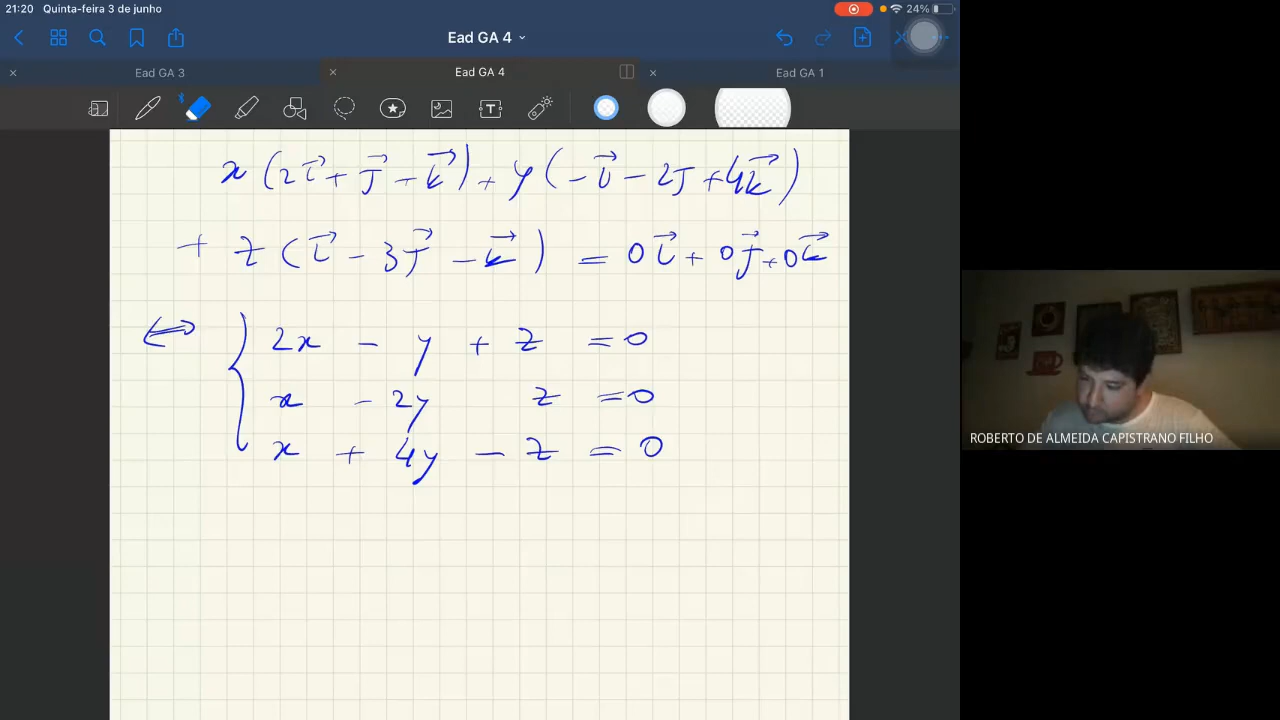 21:20 Quinta-feira 3 de junho 24%
Ead GA 4
Ead GA 3 Ead GA 4 Ead GA 1
x (2i⃗ + j⃗ - k⃗) + y (-i⃗ - 2j + 4k⃗)
+ z (i⃗ - 3j⃗ - k⃗) = 0i⃗ + 0j⃗ + 0k⃗
⟺ { 2x - y + z = 0
x - 2y z = 0
x + 4y - z = 0
ROBERTO DE ALMEIDA CAPISTRANO FILHO